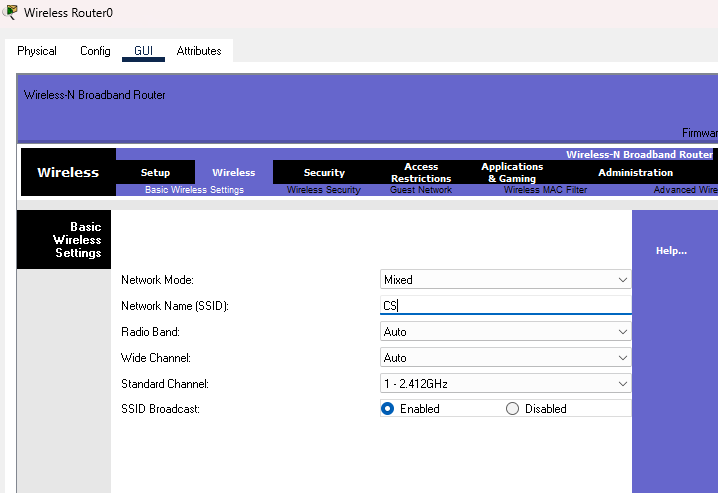 Wireless Router0
Physical Config GUI Attributes
Wireless-N Broadband Router
Firmwar
Wireless-N Broadband Router
Wireless Setup Wireless Security Access Restrictions Applications & Gaming Administration
Basic Wireless Settings Wireless Security Guest Network Wireless MAC Filter Advanced Wire
Basic Wireless Settings
Help...
Network Mode: Mixed
Network Name (SSID): CS
Radio Band: Auto
Wide Channel: Auto
Standard Channel: 1 - 2.412GHz
SSID Broadcast: Enabled Disabled